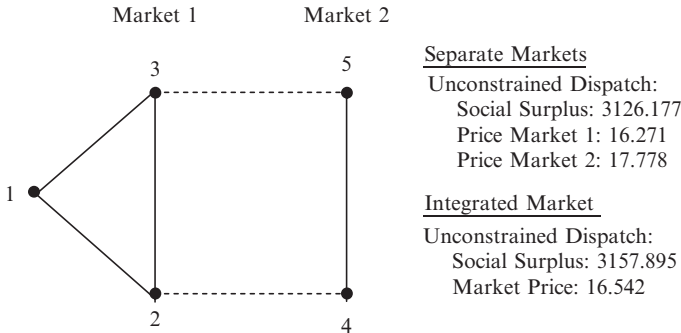 Market 1 Market 2
3 5
1
2 4
Separate Markets
Unconstrained Dispatch:
Social Surplus: 3126.177
Price Market 1: 16.271
Price Market 2: 17.778
Integrated Market
Unconstrained Dispatch:
Social Surplus: 3157.895
Market Price: 16.542